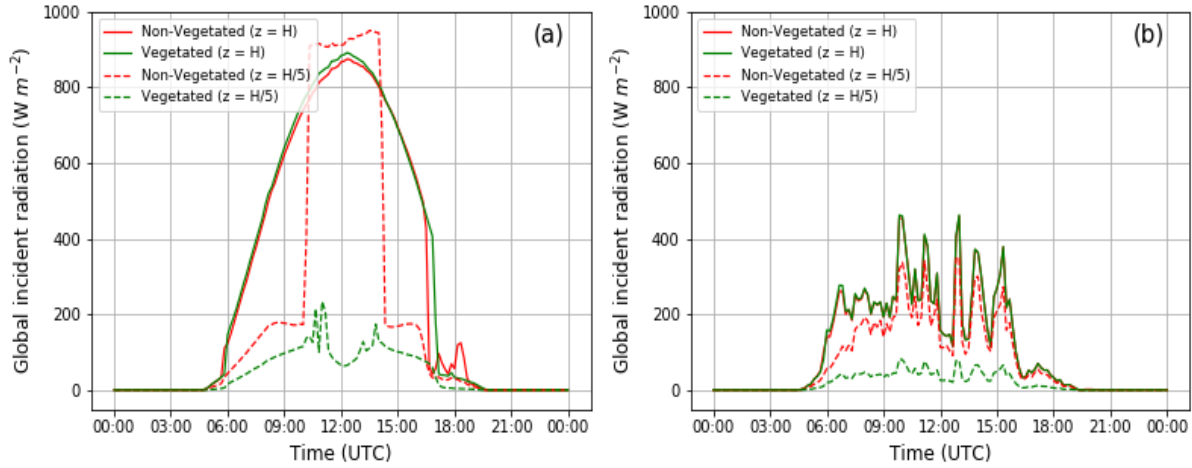 (a)
Non-Vegetated (z = H)
Vegetated (z = H)
Non-Vegetated (z = H/5)
Vegetated (z = H/5)
1000
800
600
400
200
0
Global incident radiation (W m⁻²)
00:00 03:00 06:00 09:00 12:00 15:00 18:00 21:00 00:00
Time (UTC)
(b)
Non-Vegetated (z = H)
Vegetated (z = H)
Non-Vegetated (z = H/5)
Vegetated (z = H/5)
1000
800
600
400
200
0
Global incident radiation (W m⁻²)
00:00 03:00 06:00 09:00 12:00 15:00 18:00 21:00 00:00
Time (UTC)